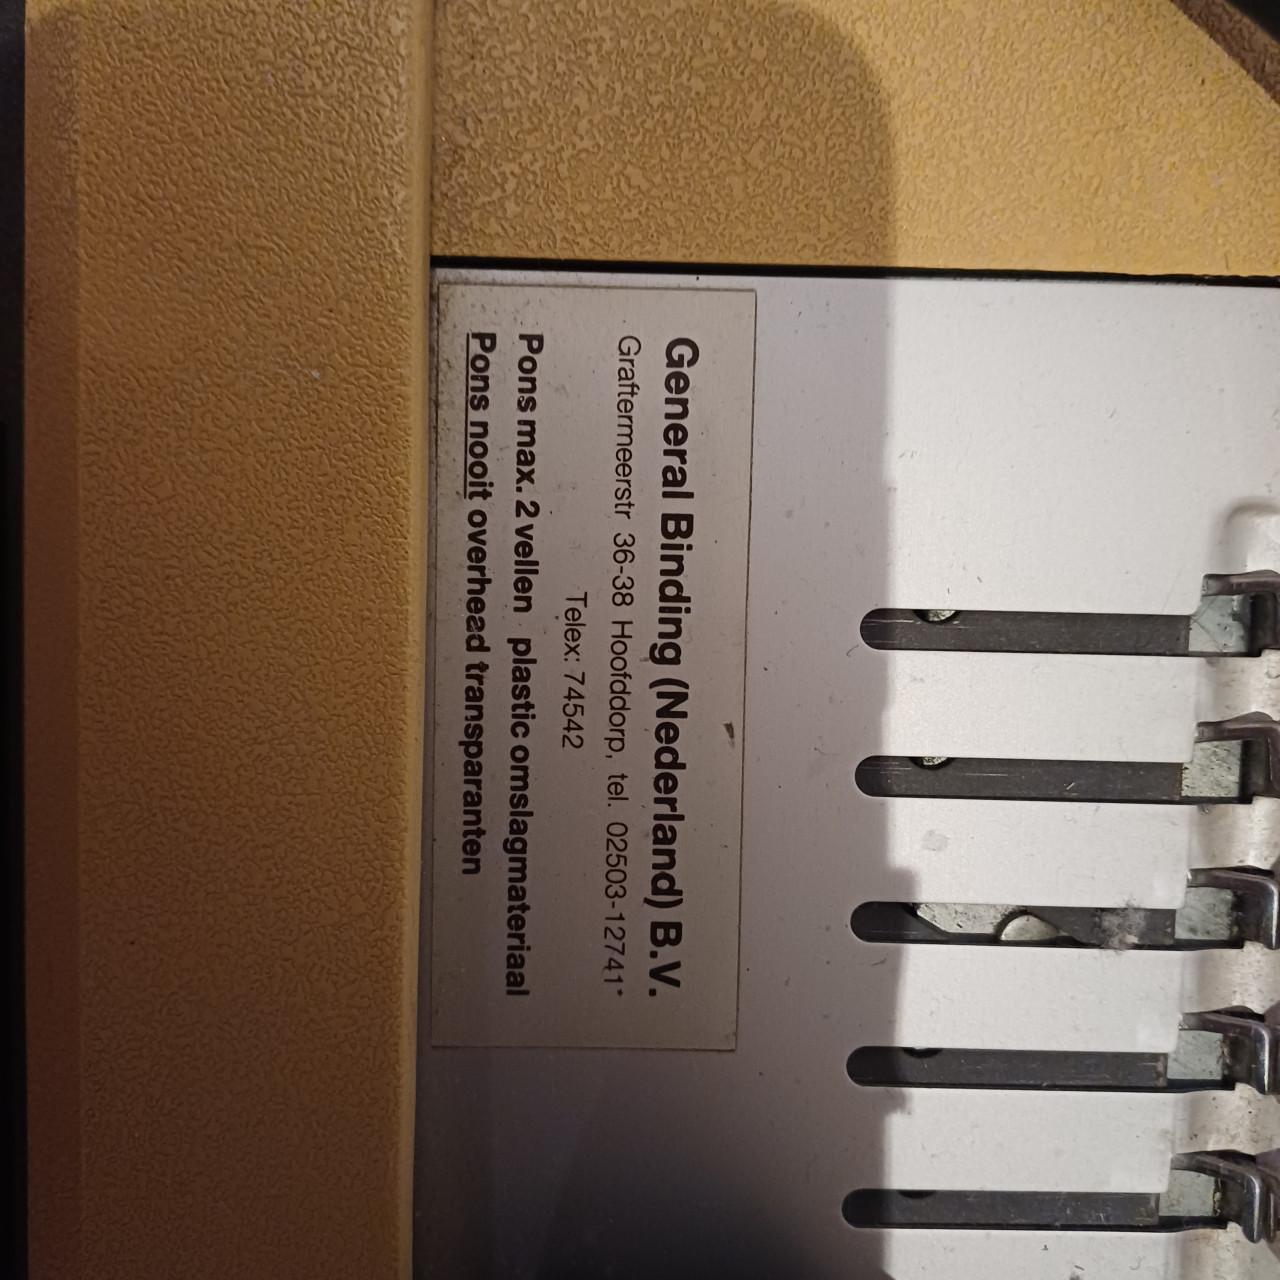 General Binding (Nederland) B.V.
Graftermeerstr 36-38 Hoofddorp, tel. 02503-12741*
Telex: 74542
Pons max. 2 vellen plastic omslagmateriaal
Pons nooit overhead transparanten